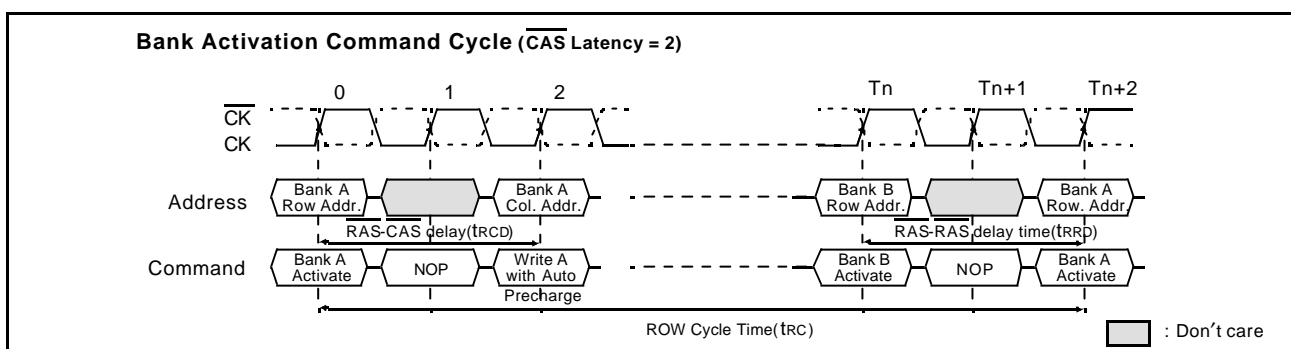 Bank Activation Command Cycle (CAS Latency = 2)
0 1 2 Tn Tn+1 Tn+2
CK
CK
Address
Bank A Row Addr.
Bank A Col. Addr.
Bank B Row Addr.
Bank A Row. Addr.
RAS-CAS delay(tRCD)
RAS-RAS delay time(tRRD)
Command
Bank A Activate
NOP
Write A with Auto Precharge
Bank B Activate
NOP
Bank A Activate
ROW Cycle Time(tRC)
: Don't care